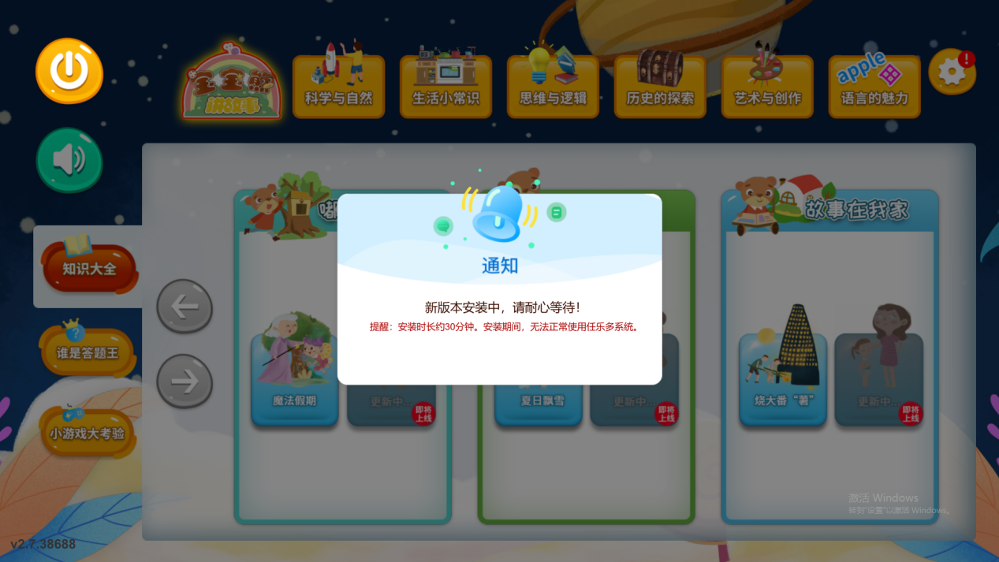 宝宝熊
讲故事
科学与自然
生活小常识
思维与逻辑
历史的探索
艺术与创作
apple
语言的魅力
!
嘟
故事在我家
通知
新版本安装中，请耐心等待！
提醒：安装时长约30分钟。安装期间，无法正常使用任乐多系统。
知识大全
?
谁是答题王
小游戏大考验
魔法假期
更新中...
即将
上线
夏日飘雪
更新中...
即将
上线
烧大番“薯”
更新中...
即将
上线
激活 Windows
转到“设置”以激活 Windows。
v2.7.38688